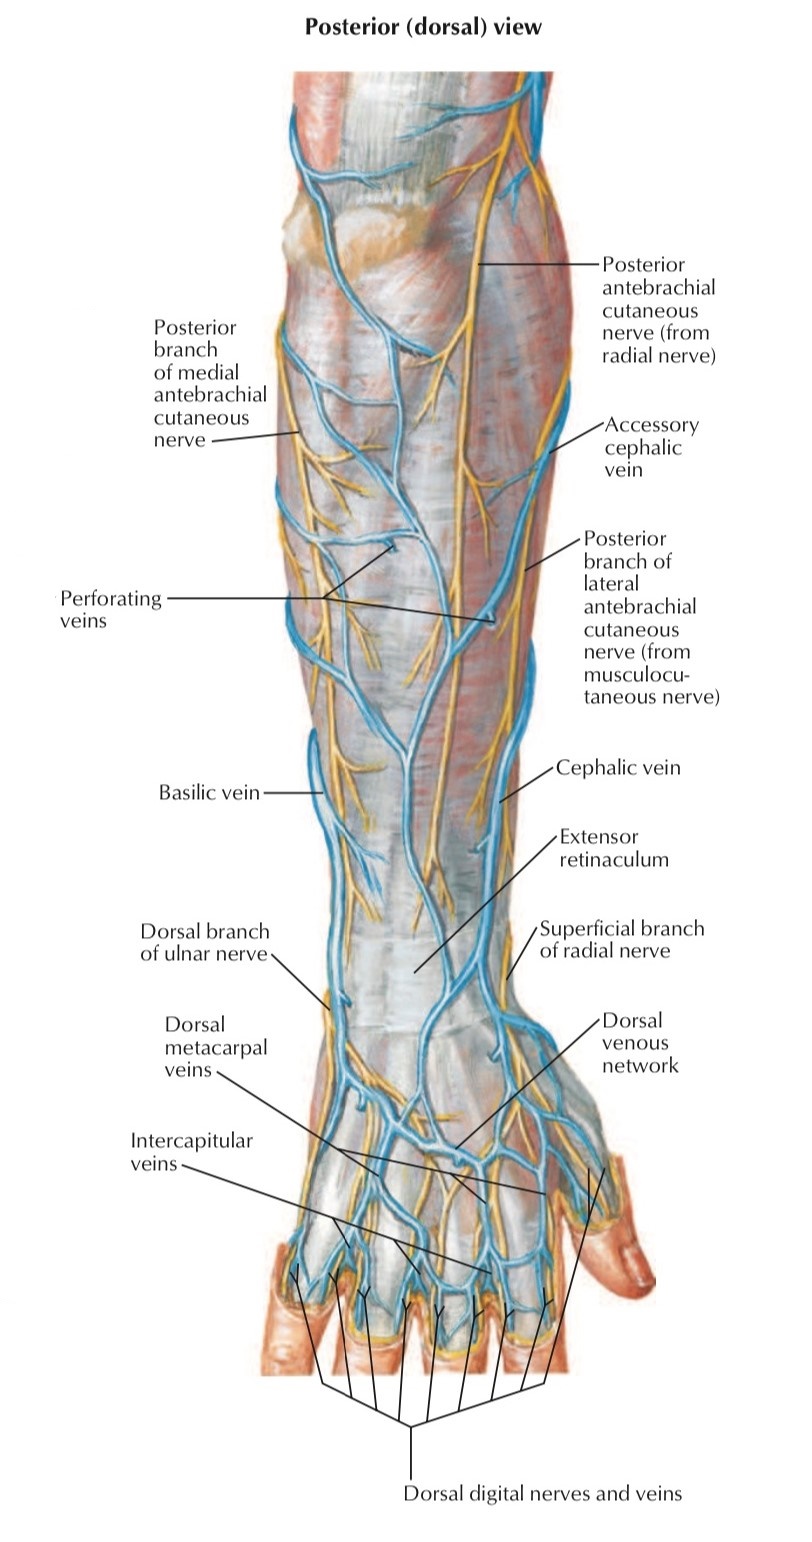 Posterior (dorsal) view
Posterior
antebrachial
cutaneous
nerve (from
radial nerve)
Posterior
branch
of medial
antebrachial
cutaneous
nerve
Accessory
cephalic
vein
Posterior
branch of
lateral
antebrachial
cutaneous
nerve (from
musculocu-
taneous nerve)
Perforating
veins
Cephalic vein
Basilic vein
Extensor
retinaculum
Superficial branch
of radial nerve
Dorsal branch
of ulnar nerve
Dorsal
metacarpal
veins
Dorsal
venous
network
Intercapitular
veins
Dorsal digital nerves and veins